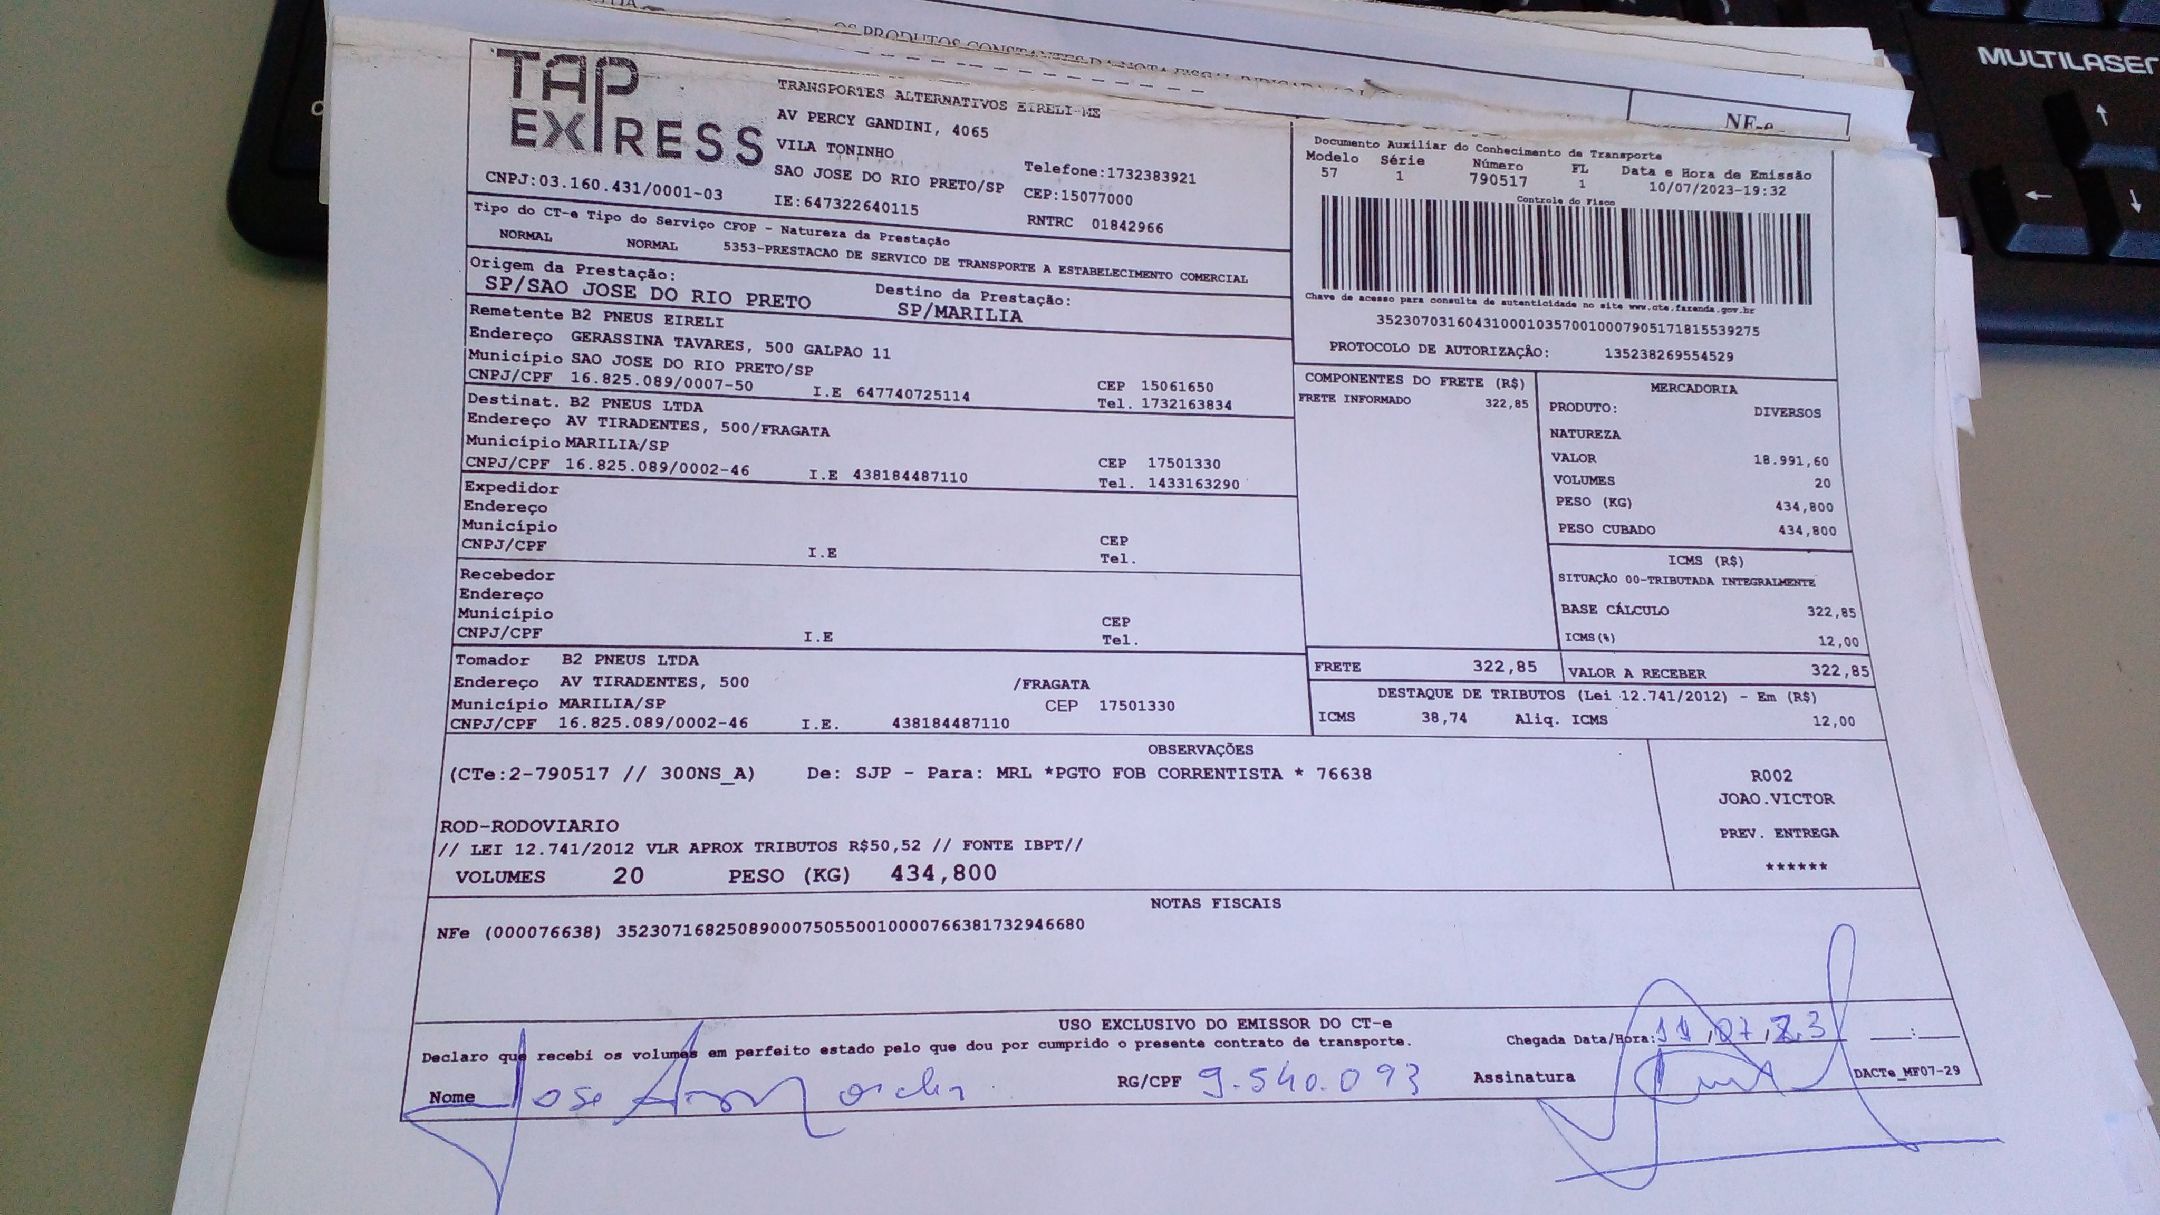 OS PRODUTOS CONSTANTES DA NOTA FISCAL
MULTILASER
NF-e
TAP EXPRESS
TRANSPORTES ALTERNATIVOS EIRELI-ME
AV PERCY GANDINI, 4065
VILA TONINHO
SAO JOSE DO RIO PRETO/SP
Telefone:1732383921
CEP:15077000
CNPJ:03.160.431/0001-03
IE:647322640115
RNTRC 01842966
Documento Auxiliar do Conhecimento de Transporte
Modelo Série Número FL Data e Hora de Emissão
57 1 790517 1 10/07/2023-19:32
Controle do Fisco
Chave de acesso para consulta de autenticidade no site www.cte.fazenda.gov.br
35230703160431000103570010007905171815539275
PROTOCOLO DE AUTORIZAÇÃO: 135238269554529
Tipo do CT-e Tipo do Serviço CFOP - Natureza da Prestação
NORMAL NORMAL 5353-PRESTACAO DE SERVICO DE TRANSPORTE A ESTABELECIMENTO COMERCIAL
Origem da Prestação: Destino da Prestação:
SP/SAO JOSE DO RIO PRETO SP/MARILIA
Remetente B2 PNEUS EIRELI
Endereço GERASSINA TAVARES, 500 GALPAO 11
Município SAO JOSE DO RIO PRETO/SP
CEP 15061650
CNPJ/CPF 16.825.089/0007-50 I.E 647740725114 Tel. 1732163834
Destinat. B2 PNEUS LTDA
Endereço AV TIRADENTES, 500/FRAGATA
Município MARILIA/SP
CEP 17501330
CNPJ/CPF 16.825.089/0002-46 I.E 438184487110 Tel. 1433163290
Expedidor
Endereço
Município
CEP
CNPJ/CPF I.E Tel.
Recebedor
Endereço
Município
CEP
CNPJ/CPF I.E Tel.
Tomador B2 PNEUS LTDA
Endereço AV TIRADENTES, 500 /FRAGATA
Município MARILIA/SP CEP 17501330
CNPJ/CPF 16.825.089/0002-46 I.E. 438184487110
COMPONENTES DO FRETE (R$)
FRETE INFORMADO 322,85
MERCADORIA
PRODUTO: DIVERSOS
NATUREZA
VALOR 18.991,60
VOLUMES 20
PESO (KG) 434,800
PESO CUBADO 434,800
ICMS (R$)
SITUAÇÃO 00-TRIBUTADA INTEGRALMENTE
BASE CÁLCULO 322,85
ICMS(%) 12,00
FRETE 322,85 VALOR A RECEBER 322,85
DESTAQUE DE TRIBUTOS (Lei 12.741/2012) - Em (R$)
ICMS 38,74 Aliq. ICMS 12,00
OBSERVAÇÕES
(CTe:2-790517 // 300NS_A) De: SJP - Para: MRL *PGTO FOB CORRENTISTA * 76638
ROD-RODOVIARIO
// LEI 12.741/2012 VLR APROX TRIBUTOS R$50,52 // FONTE IBPT//
VOLUMES 20 PESO (KG) 434,800
R002
JOAO.VICTOR
PREV. ENTREGA
******
NOTAS FISCAIS
NFe (000076638) 35230716825089000750550010000766381732946680
USO EXCLUSIVO DO EMISSOR DO CT-e
Declaro que recebi os volumes em perfeito estado pelo que dou por cumprido o presente contrato de transporte.
Chegada Data/Hora: 11/07/23 __:__
Nome Jose RG/CPF 9.540.093 Assinatura
DACTe_MF07-29